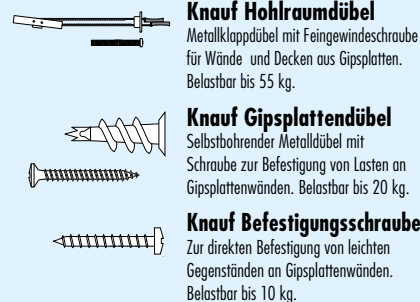 Knauf Hohlraumdübel
Metallklappdübel mit Feingewindeschraube
für Wände und Decken aus Gipsplatten.
Belastbar bis 55 kg.
Knauf Gipsplattendübel
Selbstbohrender Metalldübel mit
Schraube zur Befestigung von Lasten an
Gipsplattenwänden. Belastbar bis 20 kg.
Knauf Befestigungsschraube
Zur direkten Befestigung von leichten
Gegenständen an Gipsplattenwänden.
Belastbar bis 10 kg.